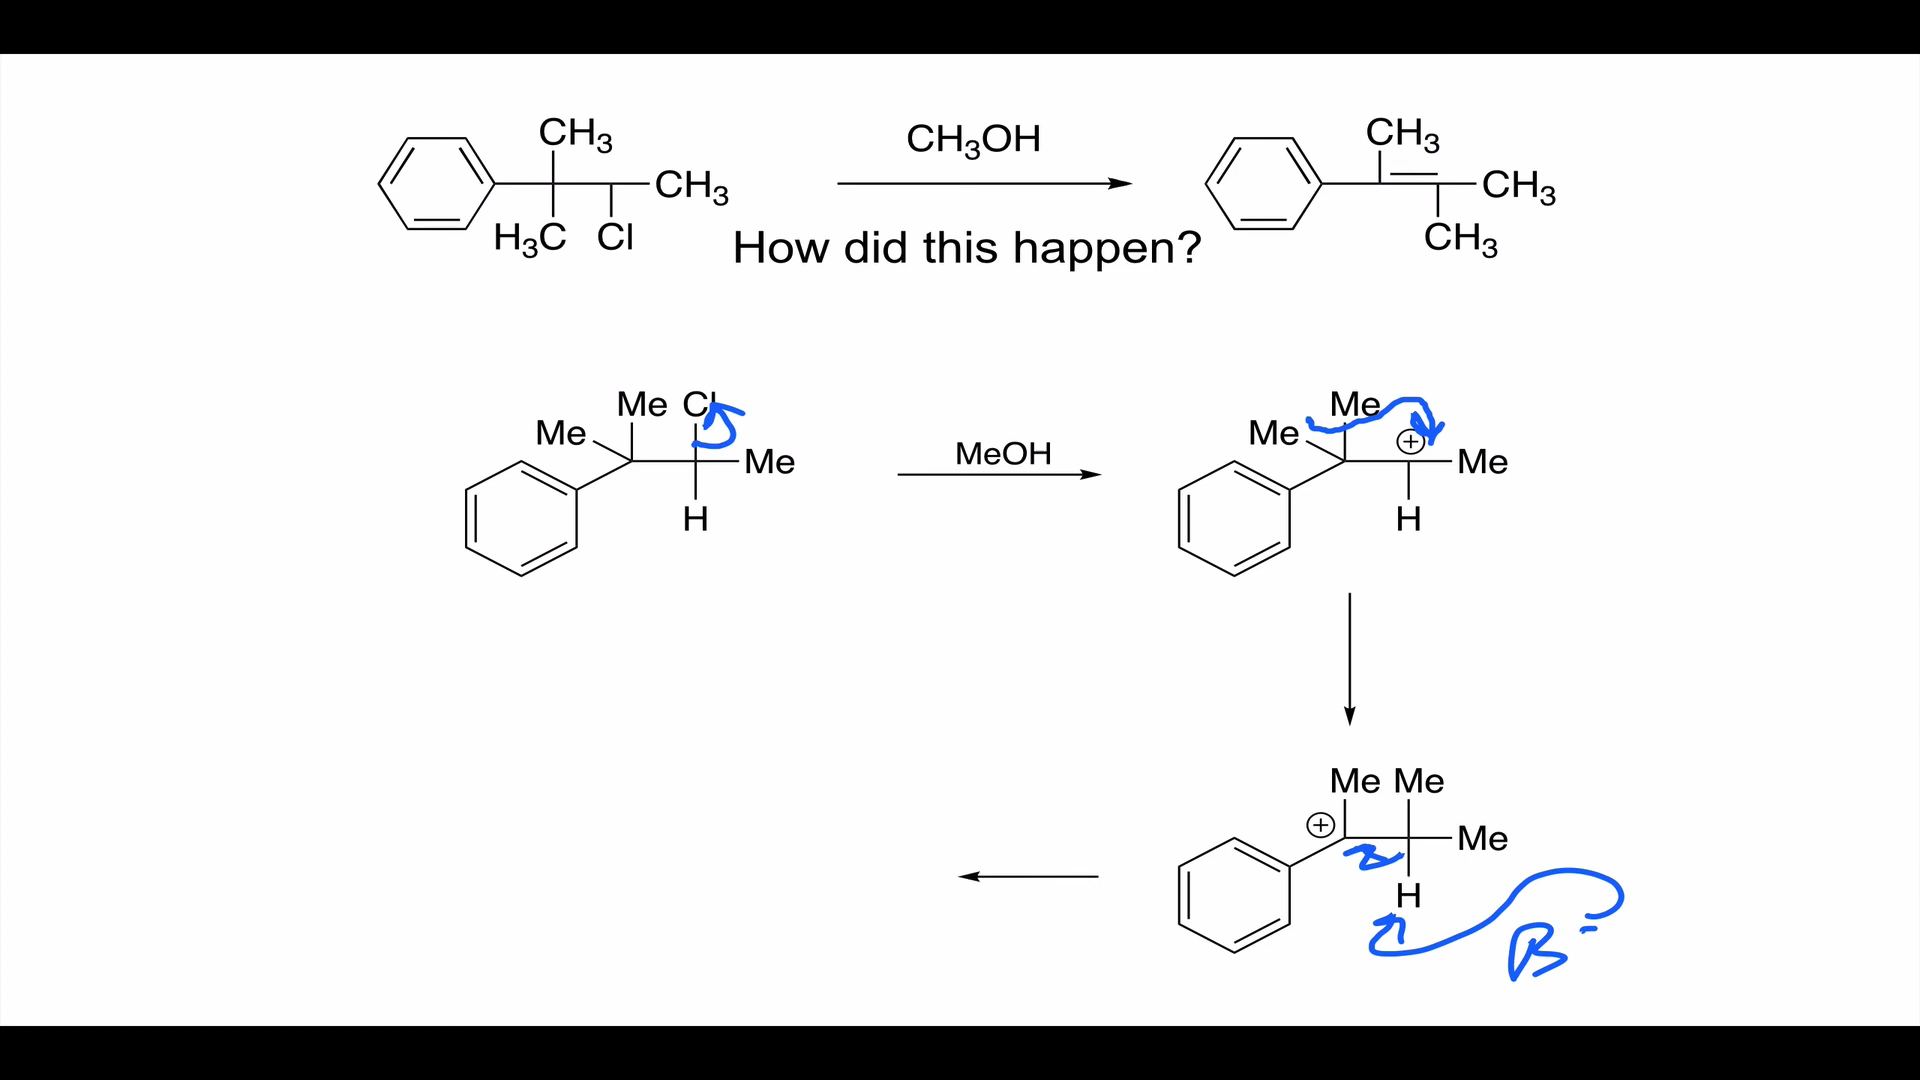 CH3 CH3OH CH3
CH3 CH3
H3C Cl How did this happen? CH3
Me Cl Me
Me Me ⊕
Me MeOH Me
H H
Me Me
⊕ Me
H
B